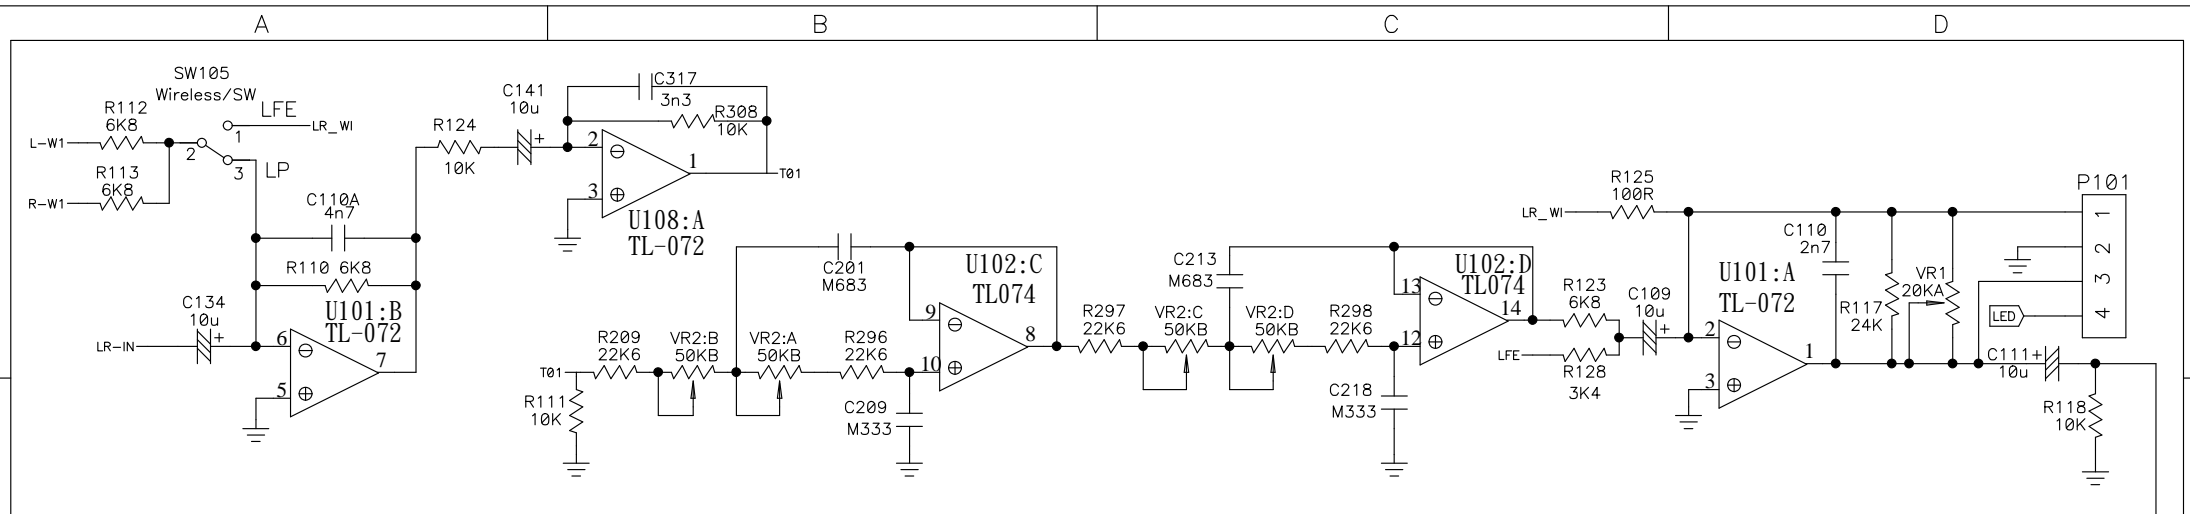 A
B
C
D
SW105
Wireless/SW
R112
6K8
LFE
1
LR_WI
L-W1
2
3
LP
R113
6K8
R-W1
C110A
4n7
R110 6K8
U101:B
TL-072
C134
10u
+
LR-IN
6
5
7
R124
10K
C141
10u
+
C317
3n3
R308
10K
2
3
1
T01
U108:A
TL-072
C201
M683
U102:C
TL074
9
10
8
T01
R209
22K6
VR2:B
50KB
VR2:A
50KB
R296
22K6
R111
10K
C209
M333
R297
22K6
VR2:C
50KB
C213
M683
VR2:D
50KB
R298
22K6
C218
M333
U102:D
TL074
13
12
14
R123
6K8
LFE
R128
3K4
C109
10u
+
LR_WI
R125
100R
U101:A
TL-072
2
3
1
C110
2n7
R117
24K
VR1
20KA
P101
1
2
3
4
LED
C111+
10u
R118
10K